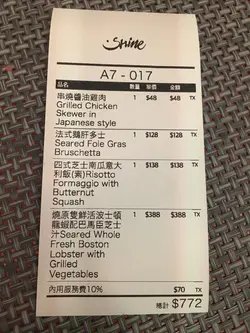 Shine
A7 - 017
品名 數量 單價 金額
串燒醬油雞肉 1 $48 $48 TX
Grilled Chicken
Skewer in
Japanese style
法式鵝肝多士 1 $128 $128 TX
Seared Foie Gras
Bruschetta
四式芝士南瓜意大 1 $138 $138 TX
利飯(素)Risotto
Formaggio with
Butternut
Squash
燒原隻鮮活波士頓 1 $388 $388 TX
龍蝦配巴馬臣芝士
汁Seared Whole
Fresh Boston
Lobster with
Grilled
Vegetables
內用服務費10% $70 TX
總計 $772